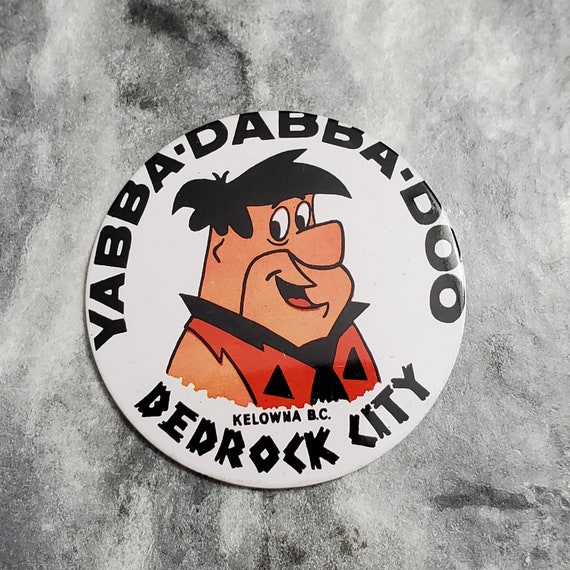 YABBA·DABBA·DOO
KELOWNA B.C.
BEDROCK CITY